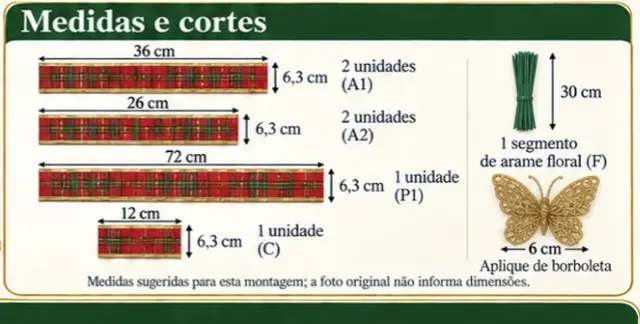 Medidas e cortes
36 cm
6,3 cm
2 unidades
(A1)
26 cm
6,3 cm
2 unidades
(A2)
72 cm
6,3 cm
1 unidade
(P1)
12 cm
6,3 cm
1 unidade
(C)
30 cm
1 segmento
de arame floral (F)
6 cm
Aplique de borboleta
Medidas sugeridas para esta montagem; a foto original não informa dimensões.